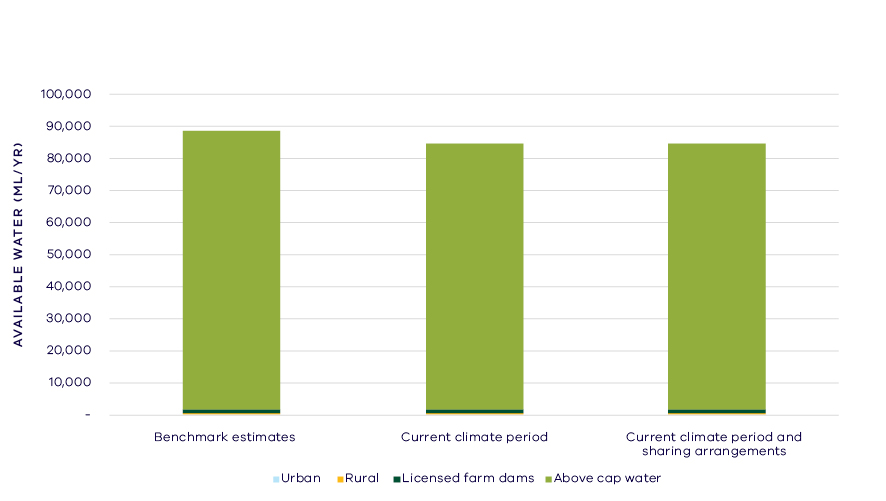 100,000
90,000
80,000
70,000
60,000
50,000
40,000
30,000
20,000
10,000
-
AVAILABLE WATER (ML/YR)
Benchmark estimates
Current climate period
Current climate period and
sharing arrangements
Urban
Rural
Licensed farm dams
Above cap water